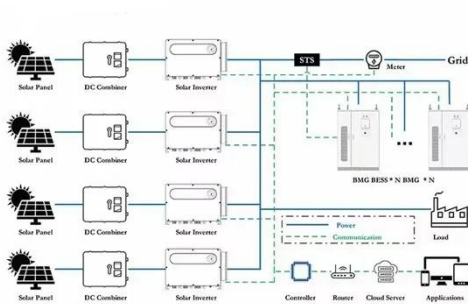 STS
Meter
Grid
Solar Panel DC Combiner Solar Inverter
Solar Panel DC Combiner Solar Inverter
BMG BESS * N BMG * N
Solar Panel DC Combiner Solar Inverter
Power
Communication
Load
Solar Panel DC Combiner Solar Inverter
Controller Router Cloud Server Applications